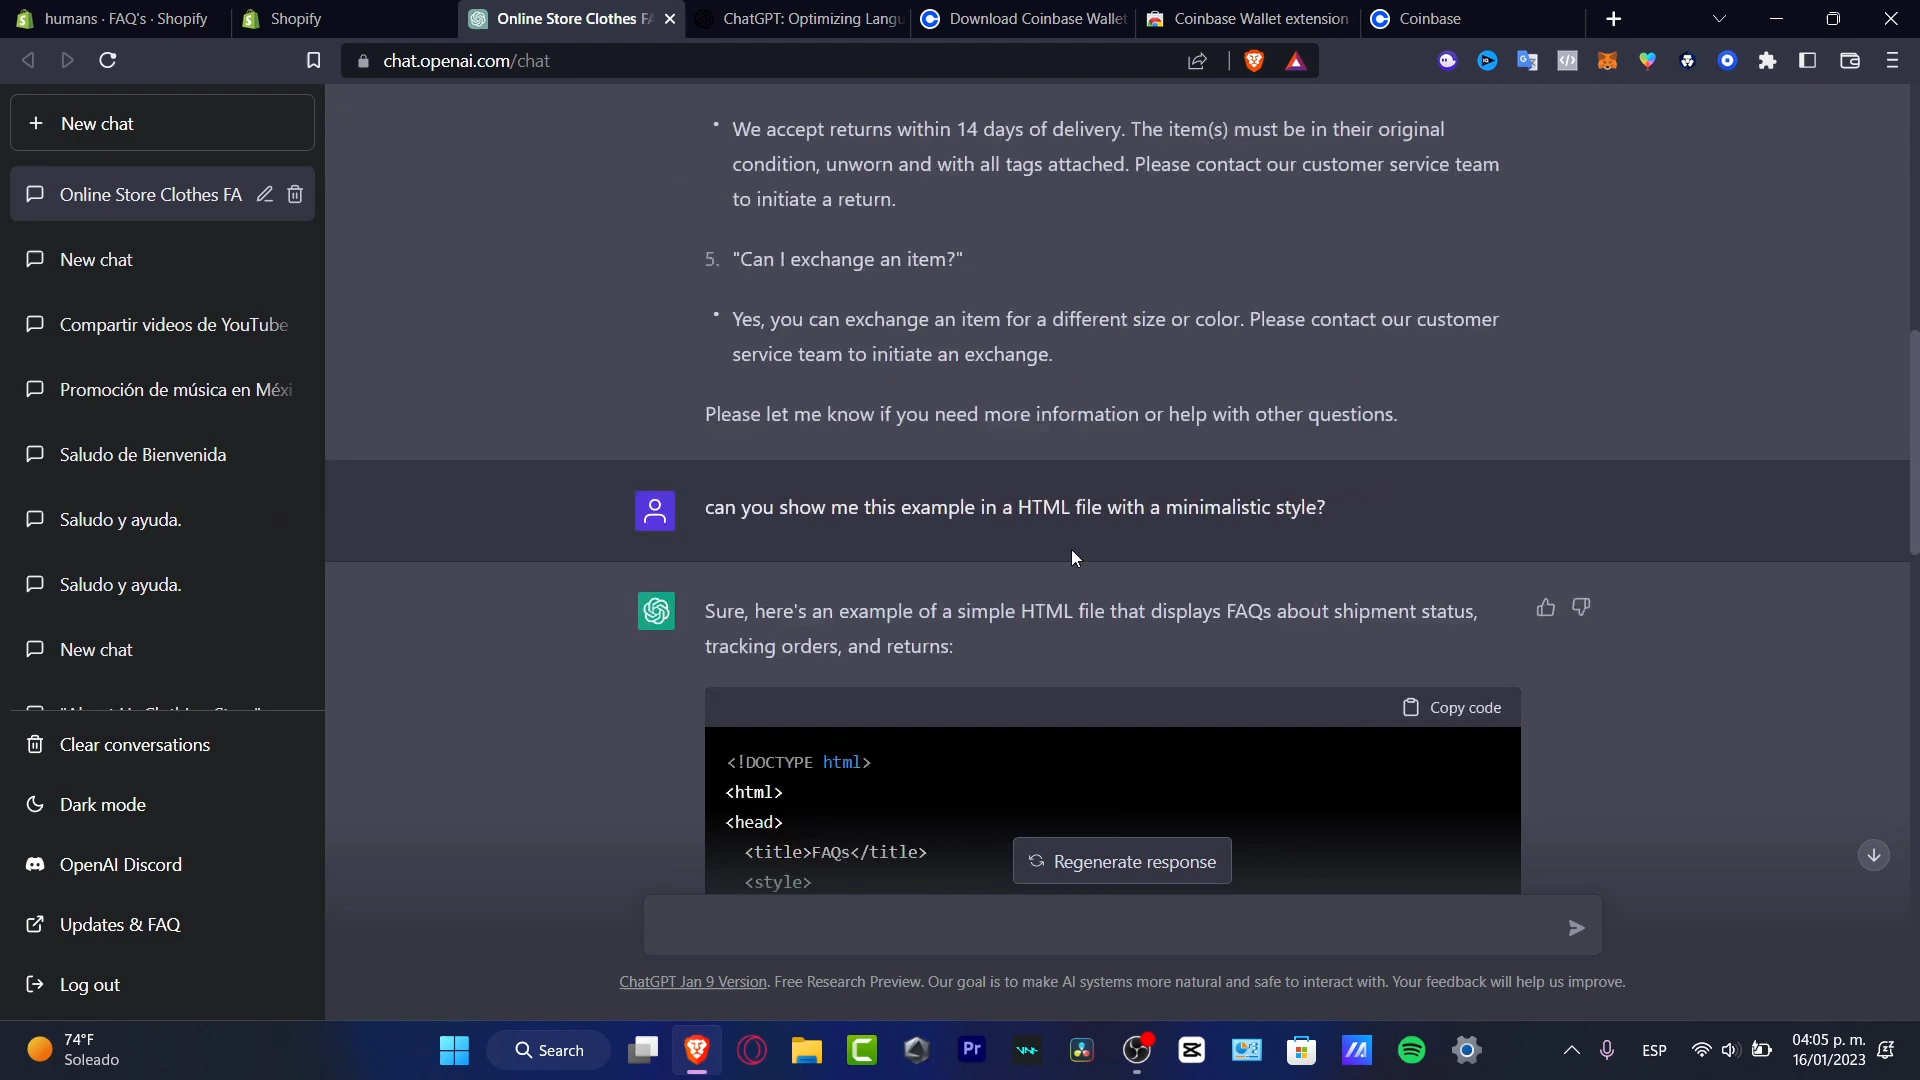 humans · FAQ's · Shopify
Shopify
Online Store Clothes FA
ChatGPT: Optimizing Langu
Download Coinbase Wallet
Coinbase Wallet extension
Coinbase
chat.openai.com/chat
New chat
Online Store Clothes FA
New chat
Compartir videos de YouTube
Promoción de música en Méxi
Saludo de Bienvenida
Saludo y ayuda.
Saludo y ayuda.
New chat
Clear conversations
Dark mode
OpenAI Discord
Updates & FAQ
Log out
• We accept returns within 14 days of delivery. The item(s) must be in their original
condition, unworn and with all tags attached. Please contact our customer service team
to initiate a return.
5. "Can I exchange an item?"
• Yes, you can exchange an item for a different size or color. Please contact our customer
service team to initiate an exchange.
Please let me know if you need more information or help with other questions.
can you show me this example in a HTML file with a minimalistic style?
Sure, here's an example of a simple HTML file that displays FAQs about shipment status,
tracking orders, and returns:
Copy code
<!DOCTYPE html>
<html>
<head>
<title>FAQs</title>
<style>
Regenerate response
ChatGPT Jan 9 Version. Free Research Preview. Our goal is to make AI systems more natural and safe to interact with. Your feedback will help us improve.
74°F
Soleado
Search
Pr
ESP
04:05 p. m.
16/01/2023